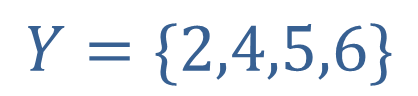 Y = {2,4,5,6}